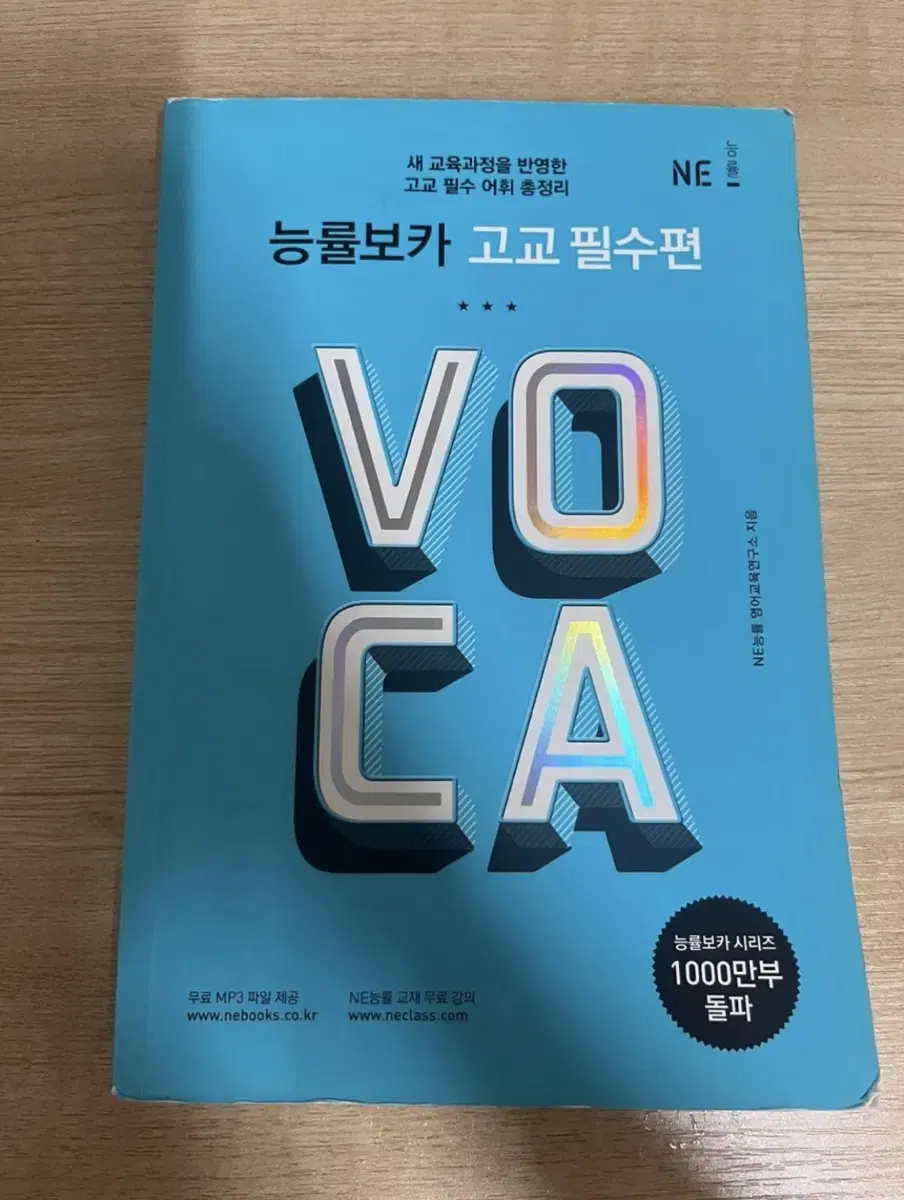 새 교육과정을 반영한
고교 필수 어휘 총정리
NE 능률
능률보카 고교 필수편
VO
CA
NE능률 영어교육연구소 지음
능률보카 시리즈
1000만부
돌파
무료 MP3 파일 제공
www.nebooks.co.kr
NE능률 교재 무료 강의
www.neclass.com